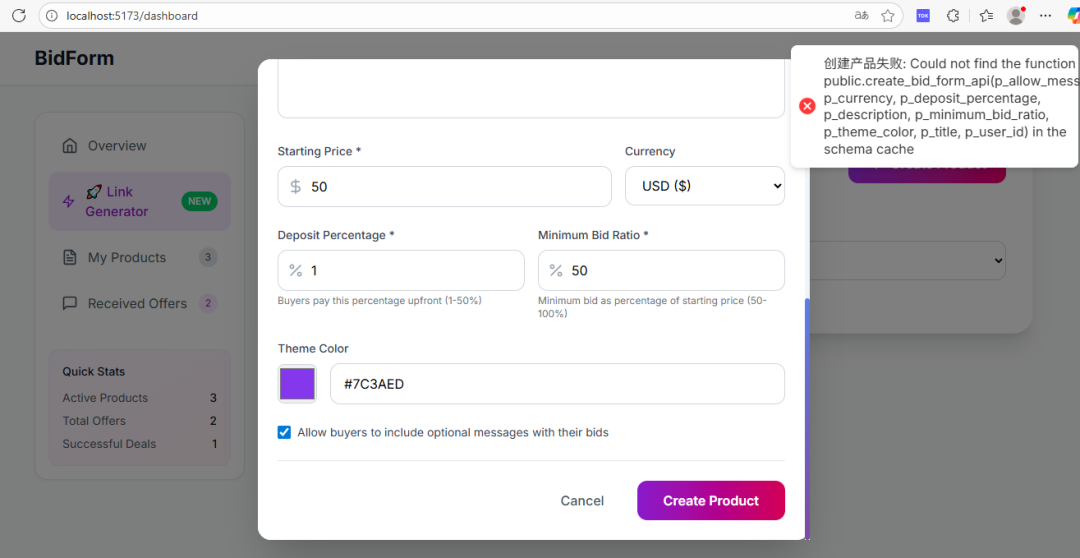 localhost:5173/dashboard
BidForm
创建产品失败: Could not find the function
public.create_bid_form_api(p_allow_mess
p_currency, p_deposit_percentage,
p_description, p_minimum_bid_ratio,
p_theme_color, p_title, p_user_id) in the
schema cache
Overview
🚀 Link
Generator
NEW
My Products 3
Received Offers 2
Quick Stats
Active Products 3
Total Offers 2
Successful Deals 1
Starting Price * Currency
$ 50 USD ($)
Deposit Percentage * Minimum Bid Ratio *
% 1 % 50
Buyers pay this percentage upfront (1-50%)
Minimum bid as percentage of starting price (50-
100%)
Theme Color
#7C3AED
Allow buyers to include optional messages with their bids
Cancel Create Product